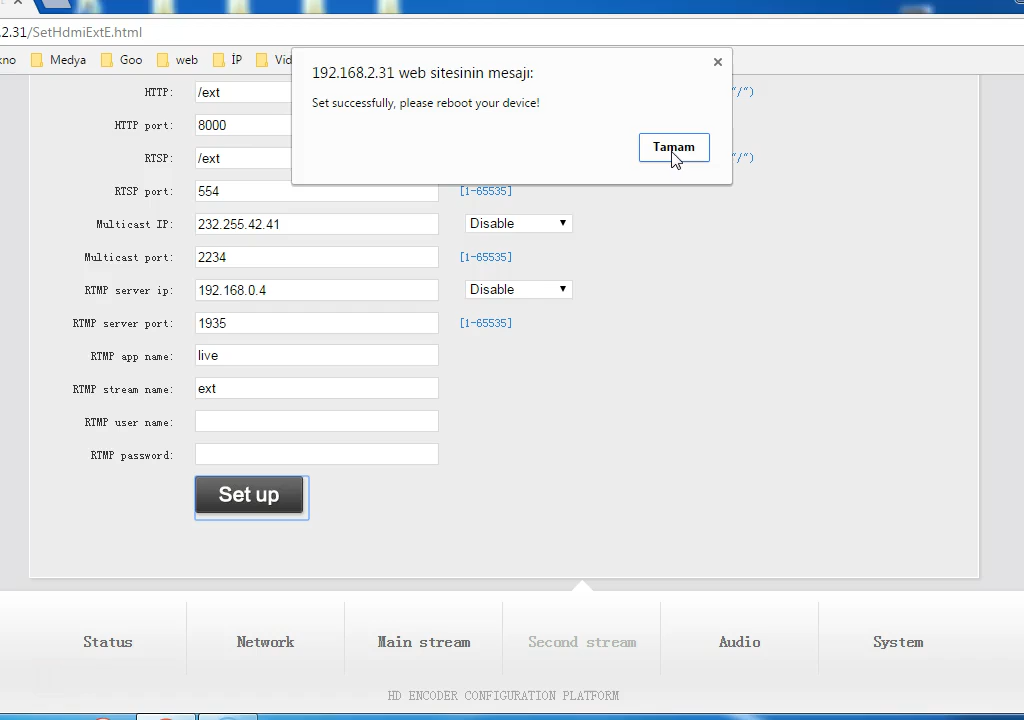 .2.31/SetHdmiExtE.html
kno Medya Goo web İP Vid
192.168.2.31 web sitesinin mesajı:
Set successfully, please reboot your device!
Tamam
HTTP: /ext "/")
HTTP port: 8000
RTSP: /ext "/")
RTSP port: 554 [1-65535]
Multicast IP: 232.255.42.41 Disable
Multicast port: 2234 [1-65535]
RTMP server ip: 192.168.0.4 Disable
RTMP server port: 1935 [1-65535]
RTMP app name: live
RTMP stream name: ext
RTMP user name:
RTMP password:
Set up
Status Network Main stream Second stream Audio System
HD ENCODER CONFIGURATION PLATFORM